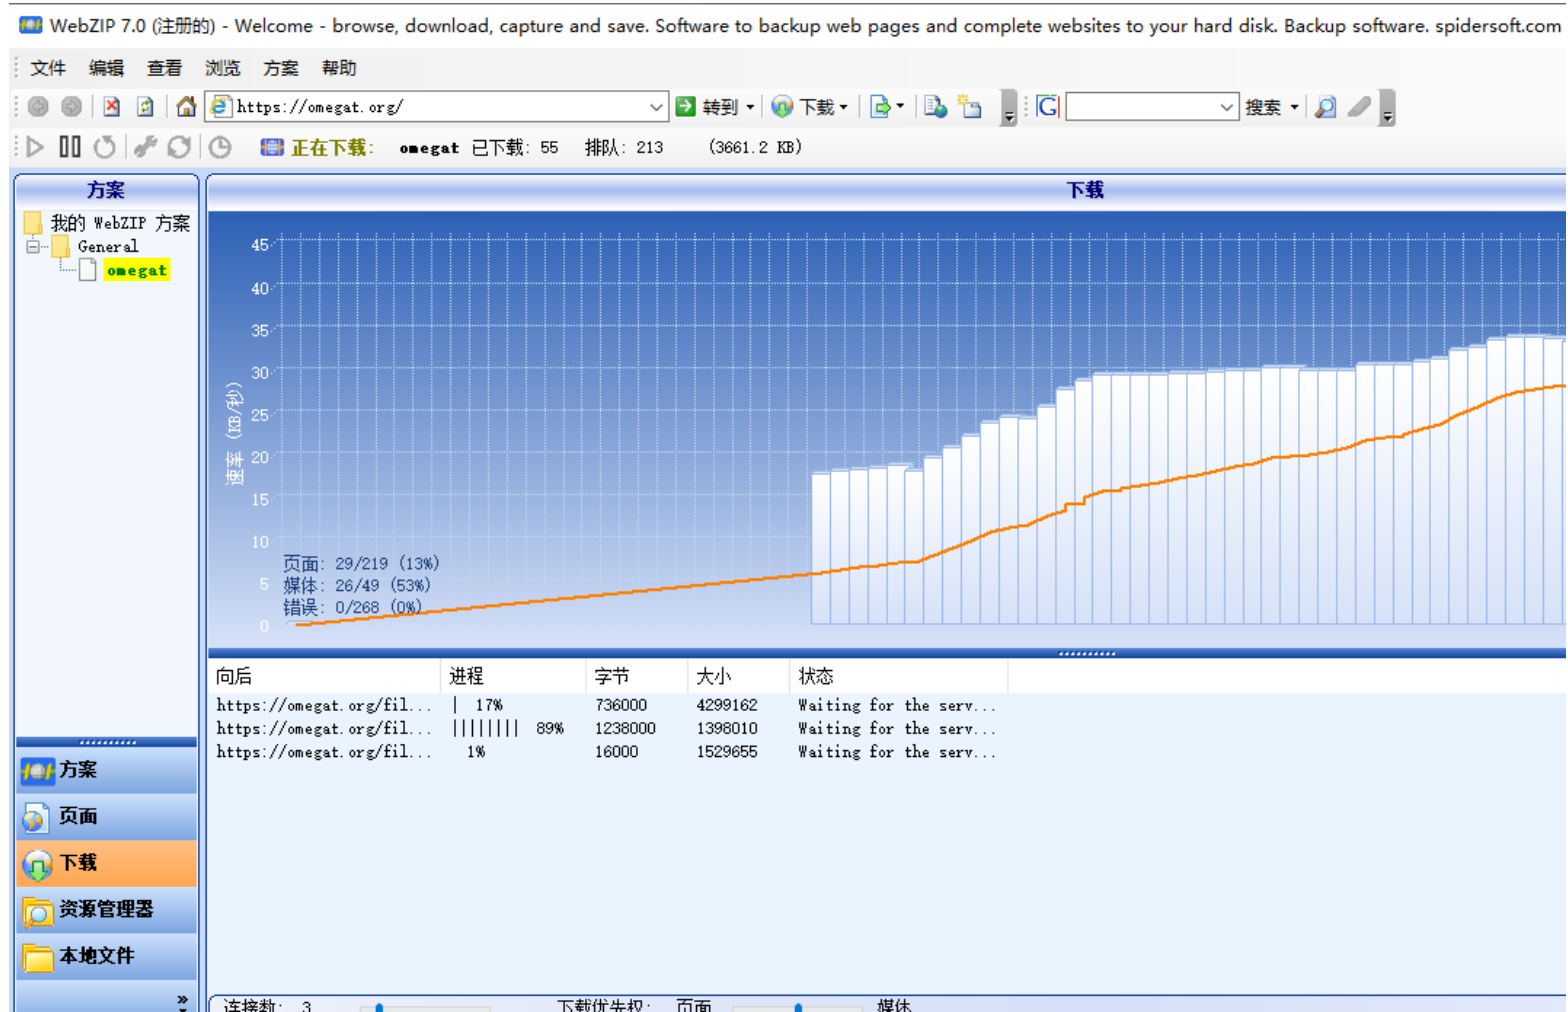 WebZIP 7.0 (注册的) - Welcome - browse, download, capture and save. Software to backup web pages and complete websites to your hard disk. Backup software. spidersoft.com
文件 编辑 查看 浏览 方案 帮助
https://omegat.org/ 转到 下载 G 搜索
正在下载: omegat 已下载: 55 排队: 213 (3661.2 KB)
方案
我的 WebZIP 方案
General
omegat
方案
页面
下载
资源管理器
本地文件
»
下载
45
40
35
30
25
20
15
10
5
0
速率 (KB/秒)
页面: 29/219 (13%)
媒体: 26/49 (53%)
错误: 0/268 (0%)
向后 进程 字节 大小 状态
https://omegat.org/fil... 17% 736000 4299162 Waiting for the serv...
https://omegat.org/fil... 89% 1238000 1398010 Waiting for the serv...
https://omegat.org/fil... 1% 16000 1529655 Waiting for the serv...
连接数: 3 下载优先权: 页面 媒体